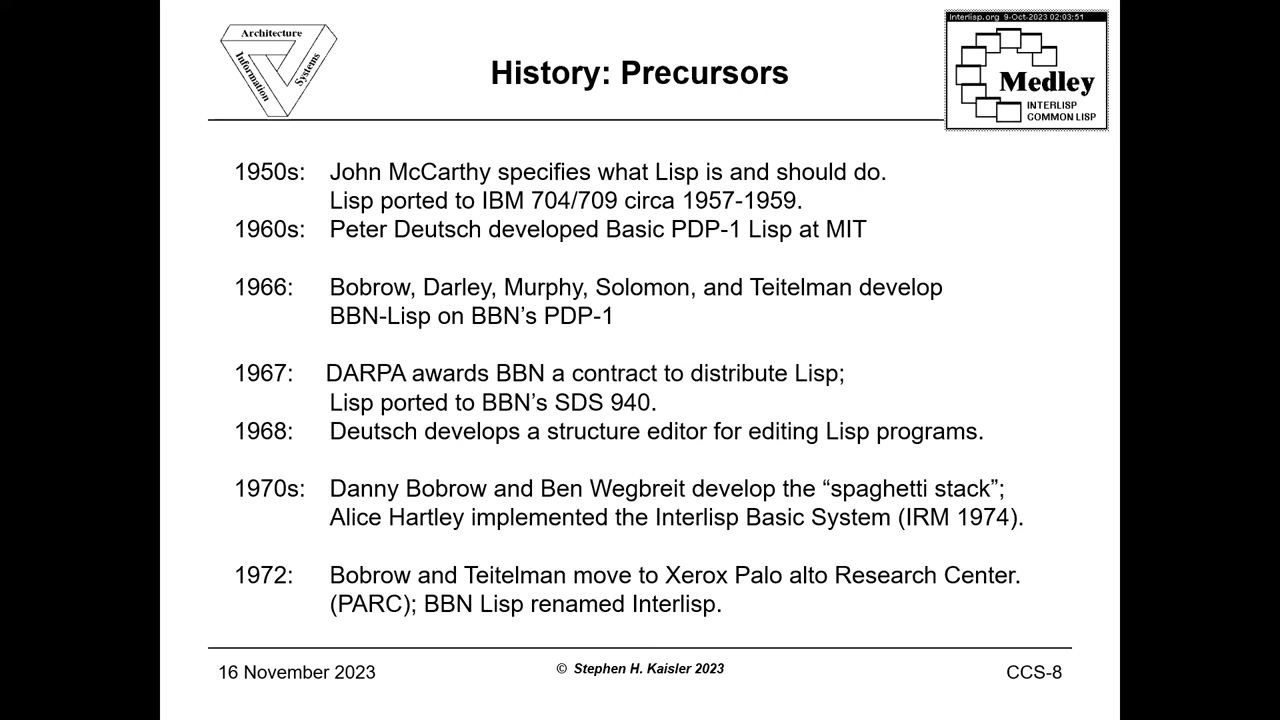 Architecture
Information
Systems
History: Precursors
Interlisp.org 9-Oct-2023 02:03:51
Medley
INTERLISP
COMMON LISP
1950s: John McCarthy specifies what Lisp is and should do.
Lisp ported to IBM 704/709 circa 1957-1959.
1960s: Peter Deutsch developed Basic PDP-1 Lisp at MIT
1966: Bobrow, Darley, Murphy, Solomon, and Teitelman develop
BBN-Lisp on BBN’s PDP-1
1967: DARPA awards BBN a contract to distribute Lisp;
Lisp ported to BBN’s SDS 940.
1968: Deutsch develops a structure editor for editing Lisp programs.
1970s: Danny Bobrow and Ben Wegbreit develop the “spaghetti stack”;
Alice Hartley implemented the Interlisp Basic System (IRM 1974).
1972: Bobrow and Teitelman move to Xerox Palo alto Research Center.
(PARC); BBN Lisp renamed Interlisp.
16 November 2023
© Stephen H. Kaisler 2023
CCS-8